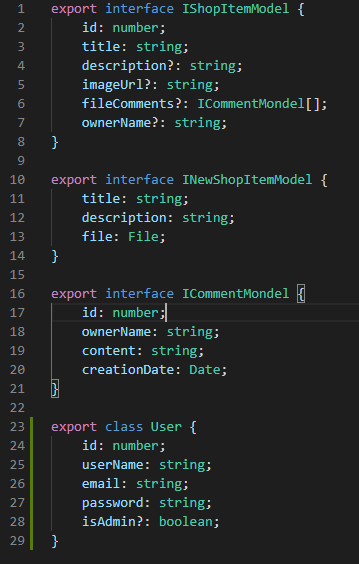 1 export interface IShopItemModel {
2 id: number;
3 title: string;
4 description?: string;
5 imageUrl?: string;
6 fileComments?: ICommentMondel[];
7 ownerName?: string;
8 }
9
10 export interface INewShopItemModel {
11 title: string;
12 description: string;
13 file: File;
14 }
15
16 export interface ICommentMondel {
17 id: number;
18 ownerName: string;
19 content: string;
20 creationDate: Date;
21 }
22
23 export class User {
24 id: number;
25 userName: string;
26 email: string;
27 password: string;
28 isAdmin?: boolean;
29 }